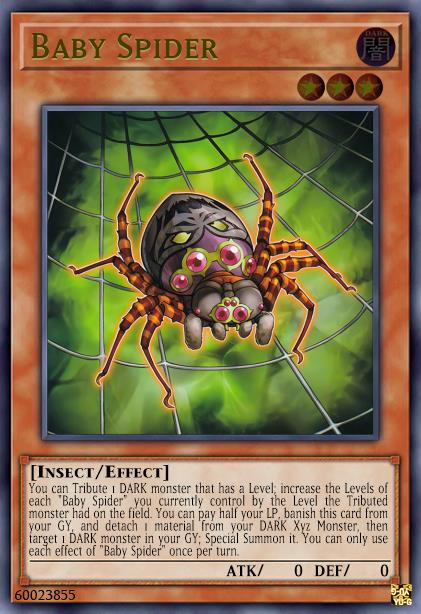 Baby Spider
DARK
闇
[Insect/Effect]
You can Tribute 1 DARK monster that has a Level; increase the Levels of
each "Baby Spider" you currently control by the Level the Tributed
monster had on the field. You can pay half your LP, banish this card
from your GY, and detach 1 material from your DARK Xyz Monster, then
target 1 DARK monster in your GY; Special Summon it. You can only use
each effect of "Baby Spider" once per turn.
ATK/ 0 DEF/ 0
60023855